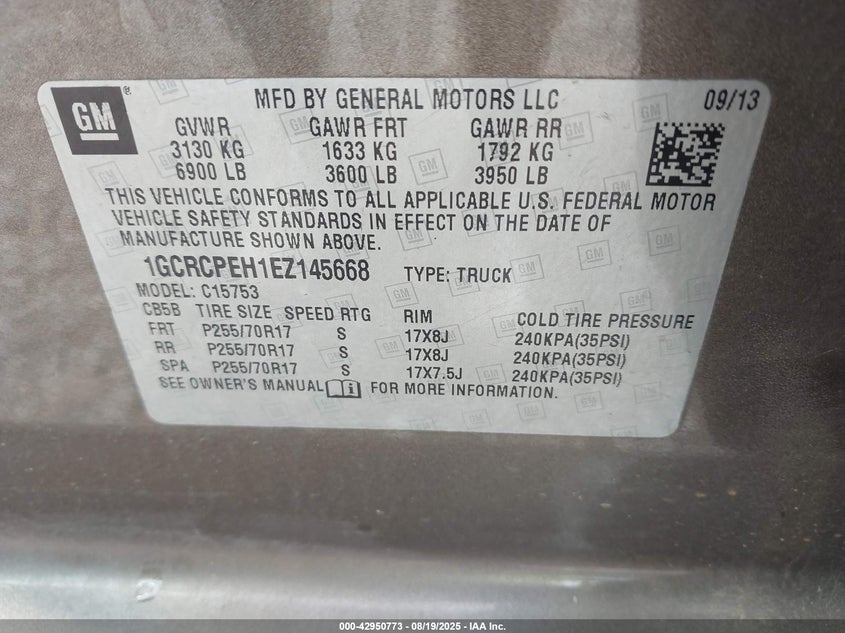 GM
MFD BY GENERAL MOTORS LLC 09/13
GVWR GAWR FRT GAWR RR
3130 KG 1633 KG 1792 KG
6900 LB 3600 LB 3950 LB
THIS VEHICLE CONFORMS TO ALL APPLICABLE U.S. FEDERAL MOTOR
VEHICLE SAFETY STANDARDS IN EFFECT ON THE DATE OF
MANUFACTURE SHOWN ABOVE.
1GCRCPEH1EZ145668 TYPE: TRUCK
MODEL: C15753
CB5B TIRE SIZE SPEED RTG RIM COLD TIRE PRESSURE
FRT P255/70R17 S 17X8J 240KPA(35PSI)
RR P255/70R17 S 17X8J 240KPA(35PSI)
SPA P255/70R17 S 17X7.5J 240KPA(35PSI)
SEE OWNER'S MANUAL FOR MORE INFORMATION.
000-42950773 - 08/19/2025 - IAA Inc.